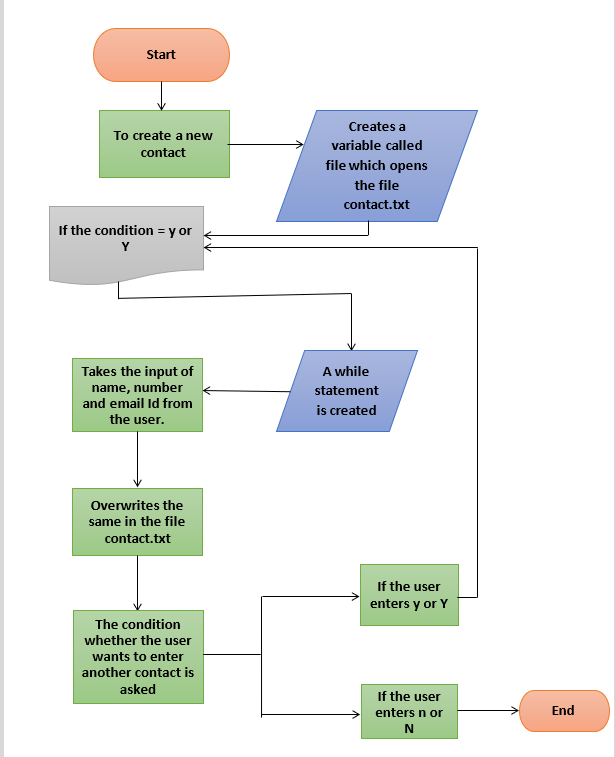 Start
To create a new
contact
Creates a
variable called
file which opens
the file
contact.txt
If the condition = y or
Y
A while
statement
is created
Takes the input of
name, number
and email Id from
the user.
Overwrites the
same in the file
contact.txt
The condition
whether the user
wants to enter
another contact is
asked
If the user
enters y or Y
If the user
enters n or
N
End